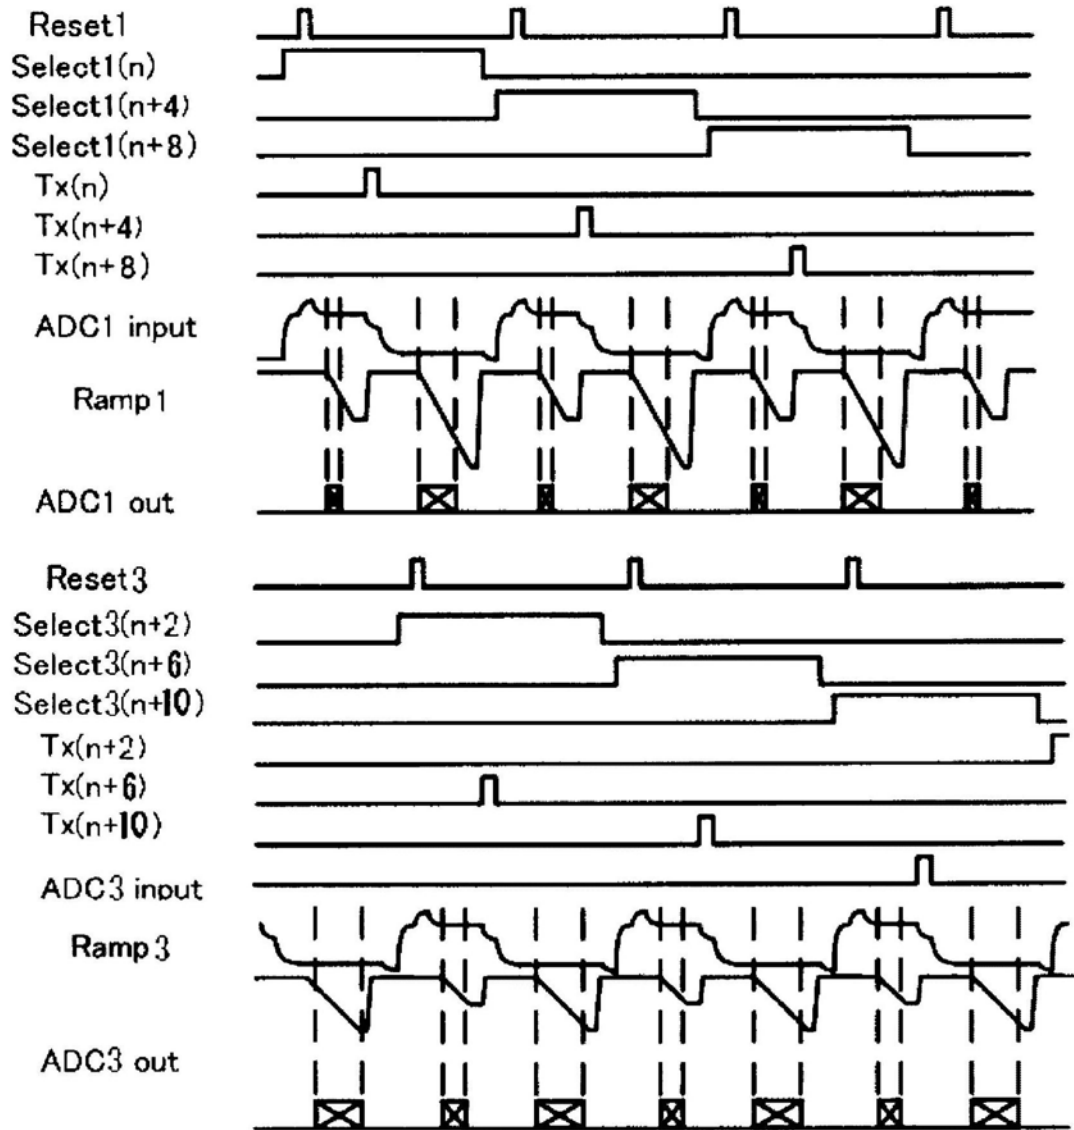 Reset1
Select1(n)
Select1(n+4)
Select1(n+8)
Tx(n)
Tx(n+4)
Tx(n+8)
ADC1 input
Ramp1
ADC1 out
Reset3
Select3(n+2)
Select3(n+6)
Select3(n+10)
Tx(n+2)
Tx(n+6)
Tx(n+10)
ADC3 input
Ramp3
ADC3 out